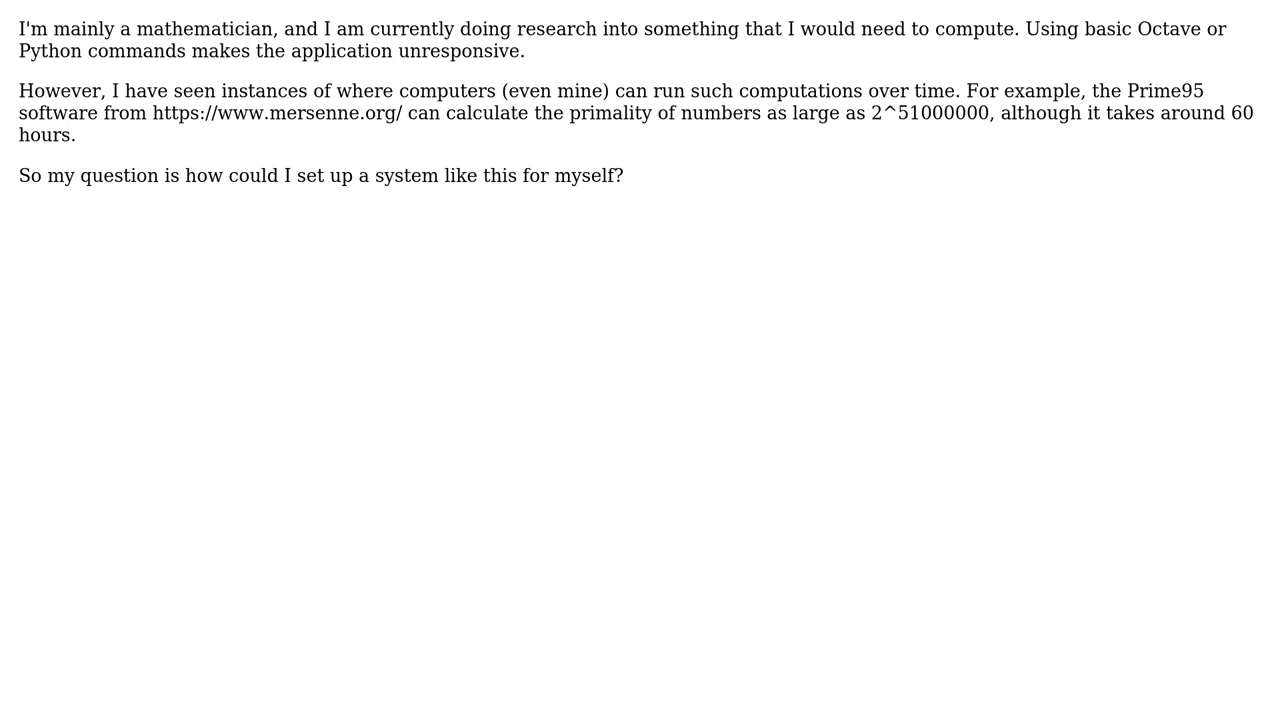 I'm mainly a mathematician, and I am currently doing research into something that I would need to compute. Using basic Octave or
Python commands makes the application unresponsive.
However, I have seen instances of where computers (even mine) can run such computations over time. For example, the Prime95
software from https://www.mersenne.org/ can calculate the primality of numbers as large as 2^51000000, although it takes around 60
hours.
So my question is how could I set up a system like this for myself?